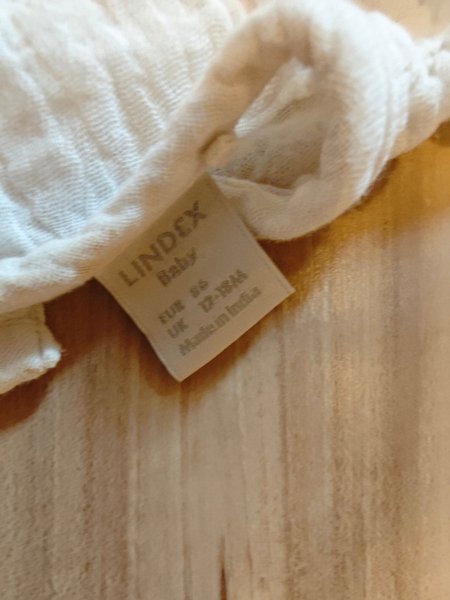 LINDEX
Baby
EUR 86
UK 12-18M
Made in India